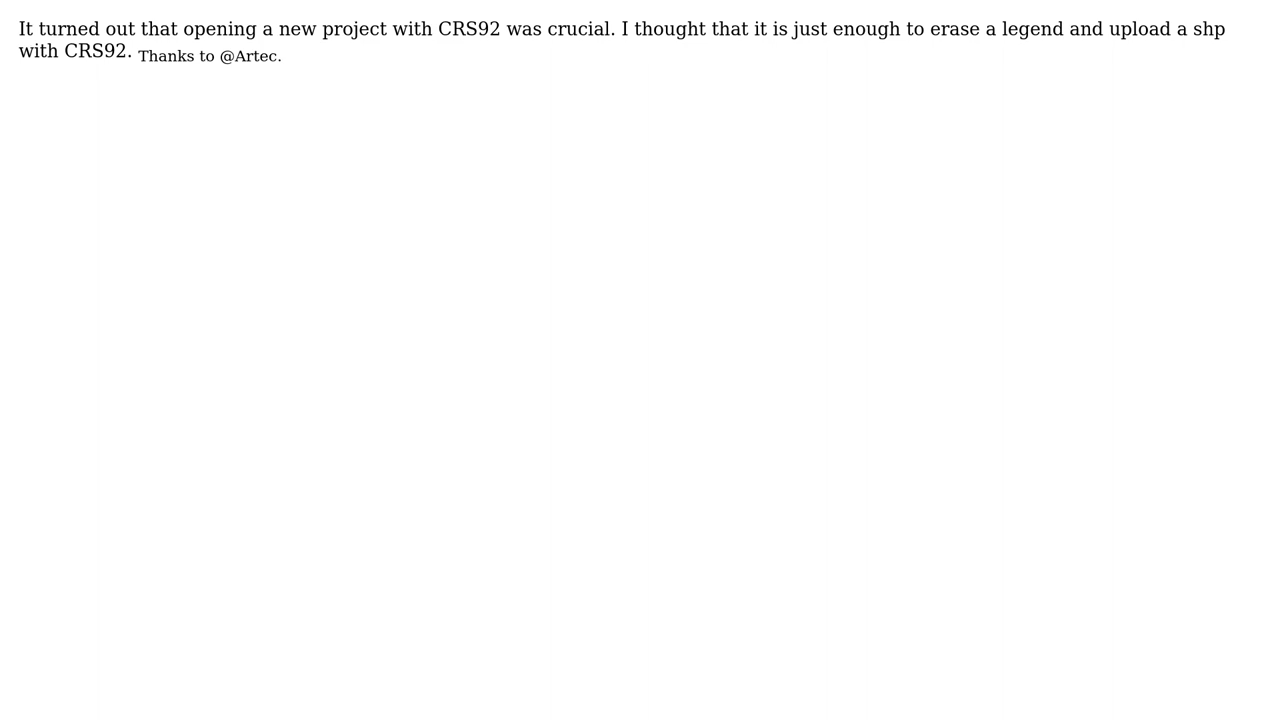 It turned out that opening a new project with CRS92 was crucial. I thought that it is just enough to erase a legend and upload a shp
with CRS92. Thanks to @Artec.